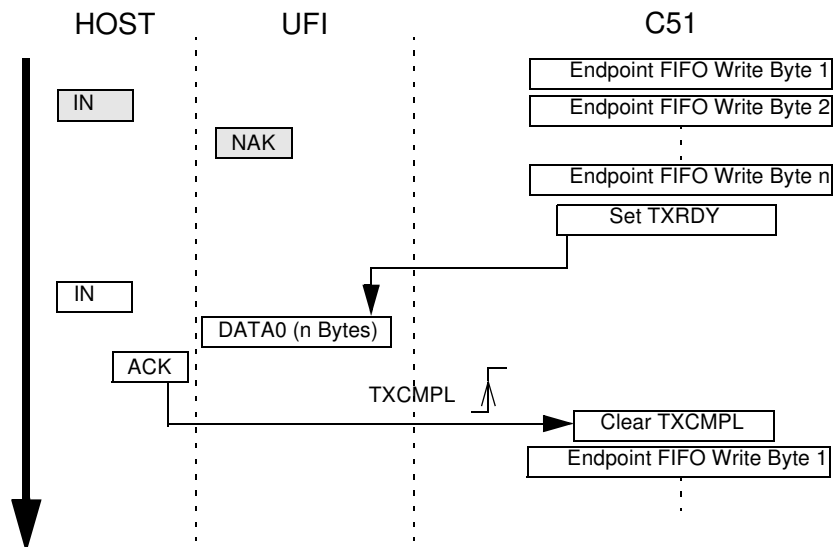 HOST UFI C51
Endpoint FIFO Write Byte 1
IN Endpoint FIFO Write Byte 2
NAK
Endpoint FIFO Write Byte n
Set TXRDY
IN
DATA0 (n Bytes)
ACK
TXCMPL
Clear TXCMPL
Endpoint FIFO Write Byte 1